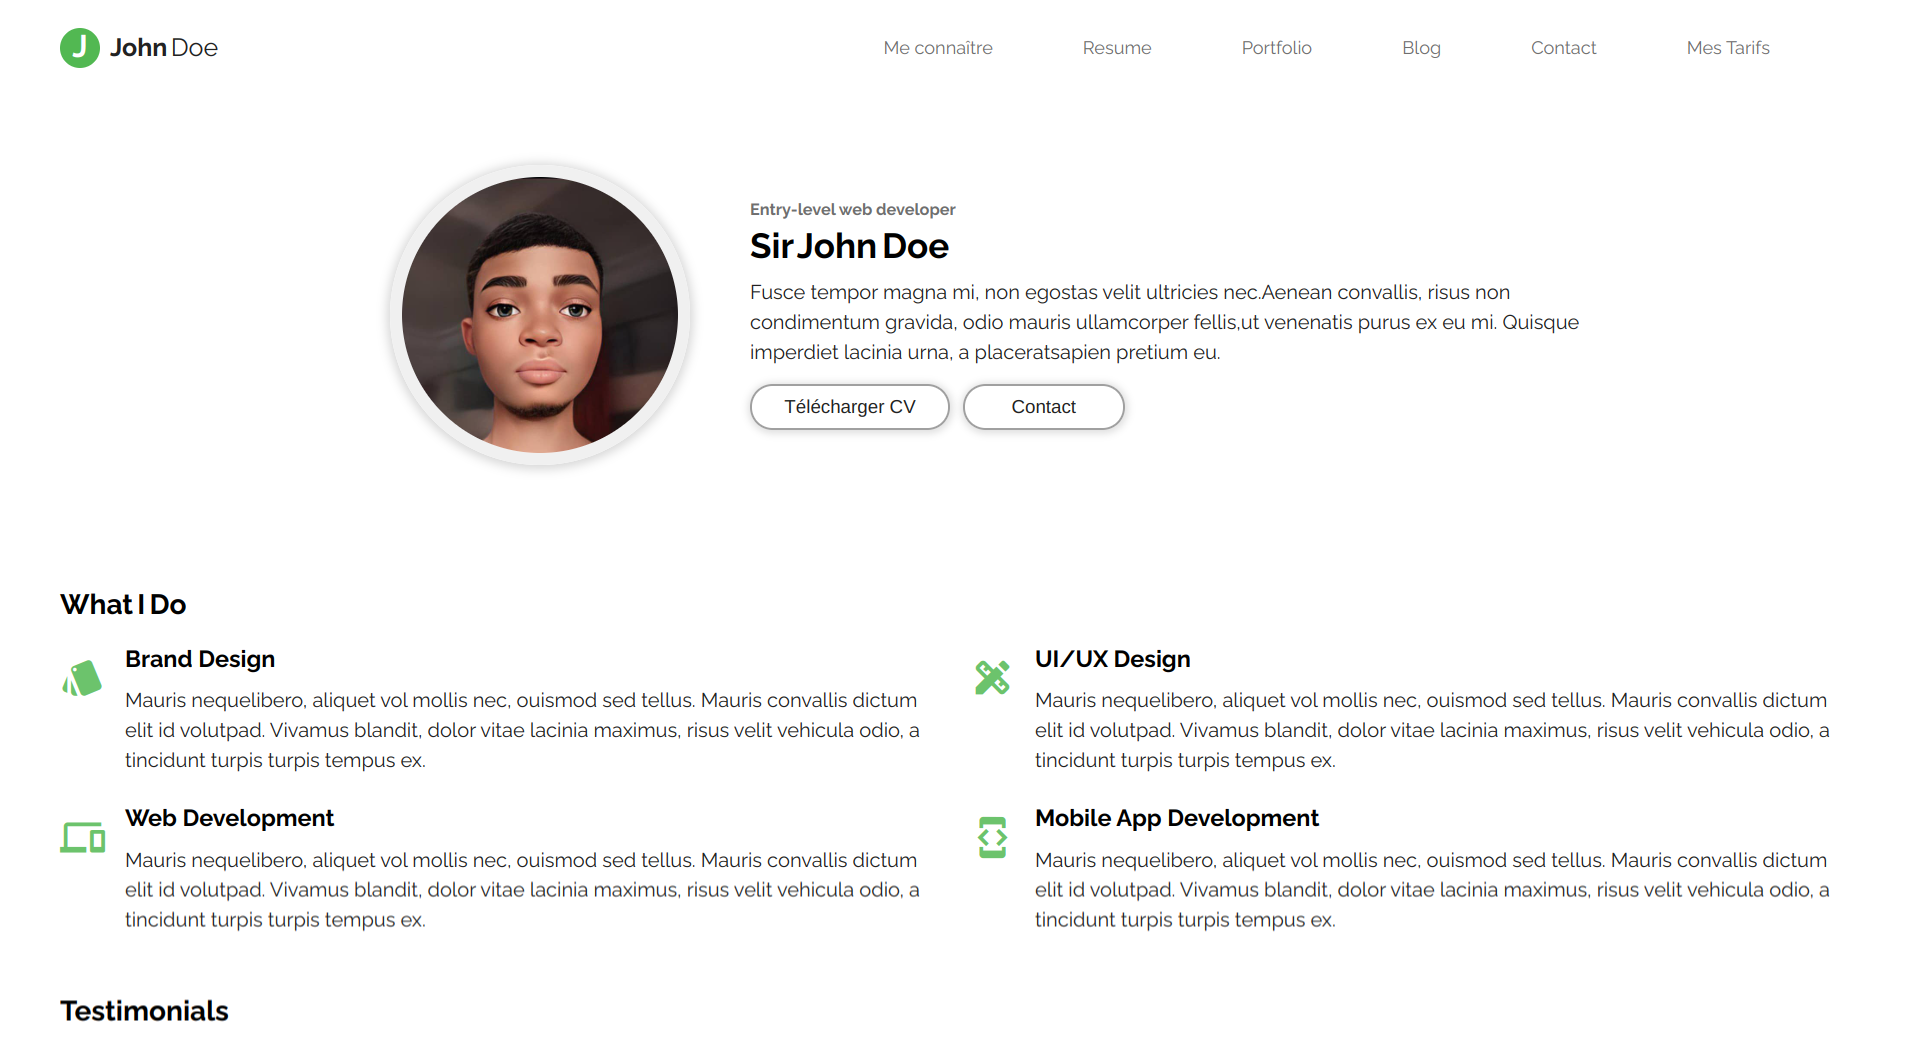 J John Doe
Me connaître Resume Portfolio Blog Contact Mes Tarifs
Entry-level web developer
Sir John Doe
Fusce tempor magna mi, non egostas velit ultricies nec.Aenean convallis, risus non
condimentum gravida, odio mauris ullamcorper fellis,ut venenatis purus ex eu mi. Quisque
imperdiet lacinia urna, a placeratsapien pretium eu.
Télécharger CV Contact
What I Do
Brand Design
Mauris nequelibero, aliquet vol mollis nec, ouismod sed tellus. Mauris convallis dictum
elit id volutpad. Vivamus blandit, dolor vitae lacinia maximus, risus velit vehicula odio, a
tincidunt turpis turpis tempus ex.
UI/UX Design
Mauris nequelibero, aliquet vol mollis nec, ouismod sed tellus. Mauris convallis dictum
elit id volutpad. Vivamus blandit, dolor vitae lacinia maximus, risus velit vehicula odio, a
tincidunt turpis turpis tempus ex.
Web Development
Mauris nequelibero, aliquet vol mollis nec, ouismod sed tellus. Mauris convallis dictum
elit id volutpad. Vivamus blandit, dolor vitae lacinia maximus, risus velit vehicula odio, a
tincidunt turpis turpis tempus ex.
Mobile App Development
Mauris nequelibero, aliquet vol mollis nec, ouismod sed tellus. Mauris convallis dictum
elit id volutpad. Vivamus blandit, dolor vitae lacinia maximus, risus velit vehicula odio, a
tincidunt turpis turpis tempus ex.
Testimonials